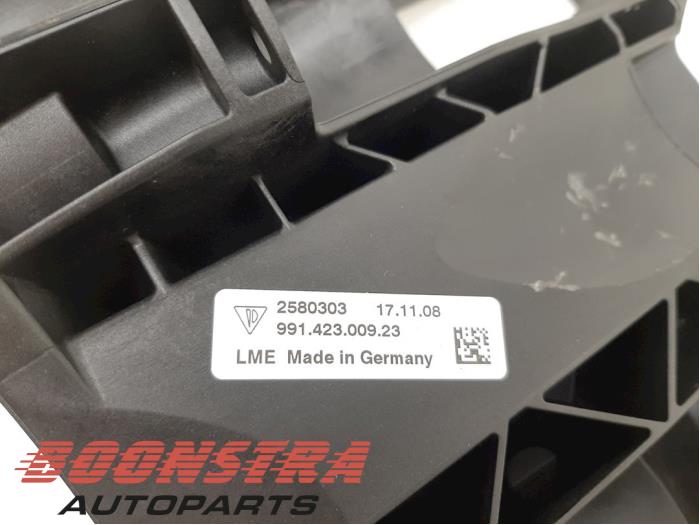 2580303 17.11.08
991.423.009.23
LME Made in Germany
BOONSTRA
AUTOPARTS